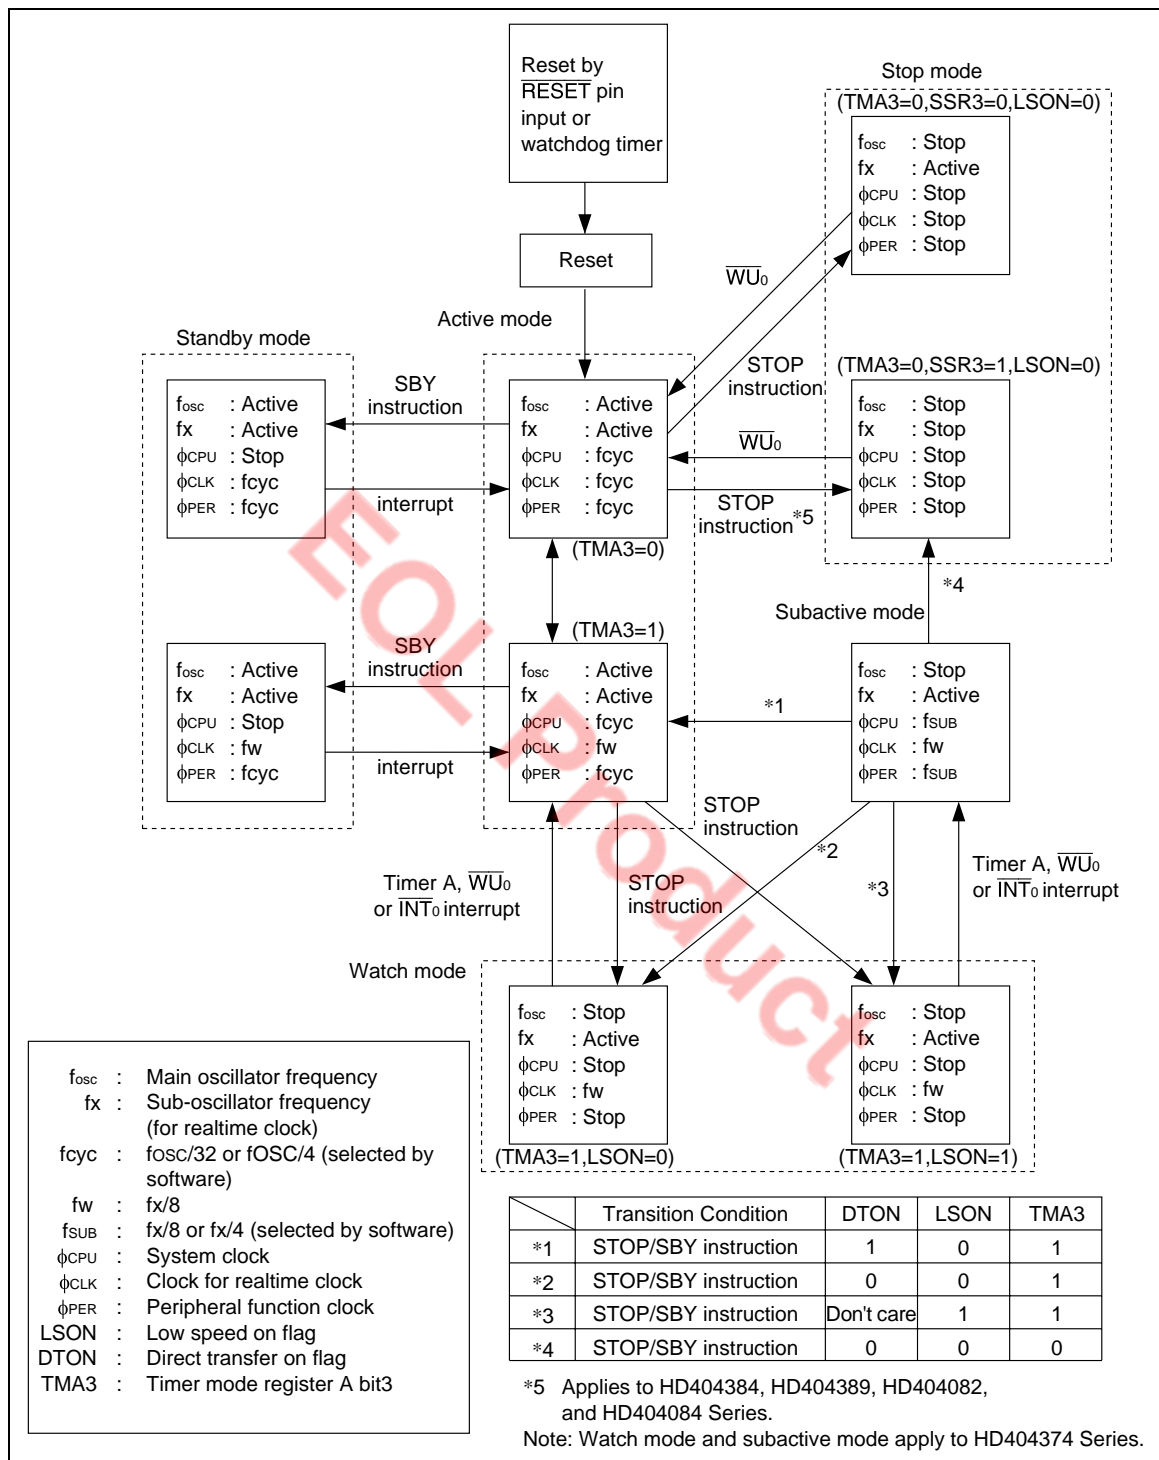 Reset by
RESET pin
input or
watchdog timer
Reset
Stop mode
(TMA3=0,SSR3=0,LSON=0)
fosc : Stop
fx : Active
ϕCPU : Stop
ϕCLK : Stop
ϕPER : Stop
WU0
STOP
instruction
Active mode
Standby mode
fosc : Active
fx : Active
ϕCPU : Stop
ϕCLK : fcyc
ϕPER : fcyc
SBY
instruction
interrupt
fosc : Active
fx : Active
ϕCPU : fcyc
ϕCLK : fcyc
ϕPER : fcyc
(TMA3=0)
WU0
STOP
instruction*5
(TMA3=0,SSR3=1,LSON=0)
fosc : Stop
fx : Stop
ϕCPU : Stop
ϕCLK : Stop
ϕPER : Stop
*4
Subactive mode
(TMA3=1)
fosc : Active
fx : Active
ϕCPU : Stop
ϕCLK : fw
ϕPER : fcyc
SBY
instruction
interrupt
fosc : Active
fx : Active
ϕCPU : fcyc
ϕCLK : fw
ϕPER : fcyc
*1
fosc : Stop
fx : Active
ϕCPU : fSUB
ϕCLK : fw
ϕPER : fSUB
STOP
instruction
*2
*3
Timer A, WU0
or INT0 interrupt
STOP
instruction
Timer A, WU0
or INT0 interrupt
Watch mode
fosc : Stop
fx : Active
ϕCPU : Stop
ϕCLK : fw
ϕPER : Stop
(TMA3=1,LSON=0)
fosc : Stop
fx : Active
ϕCPU : Stop
ϕCLK : fw
ϕPER : Stop
(TMA3=1,LSON=1)
EOL Product
fosc : Main oscillator frequency
fx : Sub-oscillator frequency
(for realtime clock)
fcyc : fOSC/32 or fOSC/4 (selected by
software)
fw : fx/8
fSUB : fx/8 or fx/4 (selected by software)
ϕCPU : System clock
ϕCLK : Clock for realtime clock
ϕPER : Peripheral function clock
LSON : Low speed on flag
DTON : Direct transfer on flag
TMA3 : Timer mode register A bit3
Transition Condition DTON LSON TMA3
*1 STOP/SBY instruction 1 0 1
*2 STOP/SBY instruction 0 0 1
*3 STOP/SBY instruction Don't care 1 1
*4 STOP/SBY instruction 0 0 0
*5 Applies to HD404384, HD404389, HD404082,
and HD404084 Series.
Note: Watch mode and subactive mode apply to HD404374 Series.